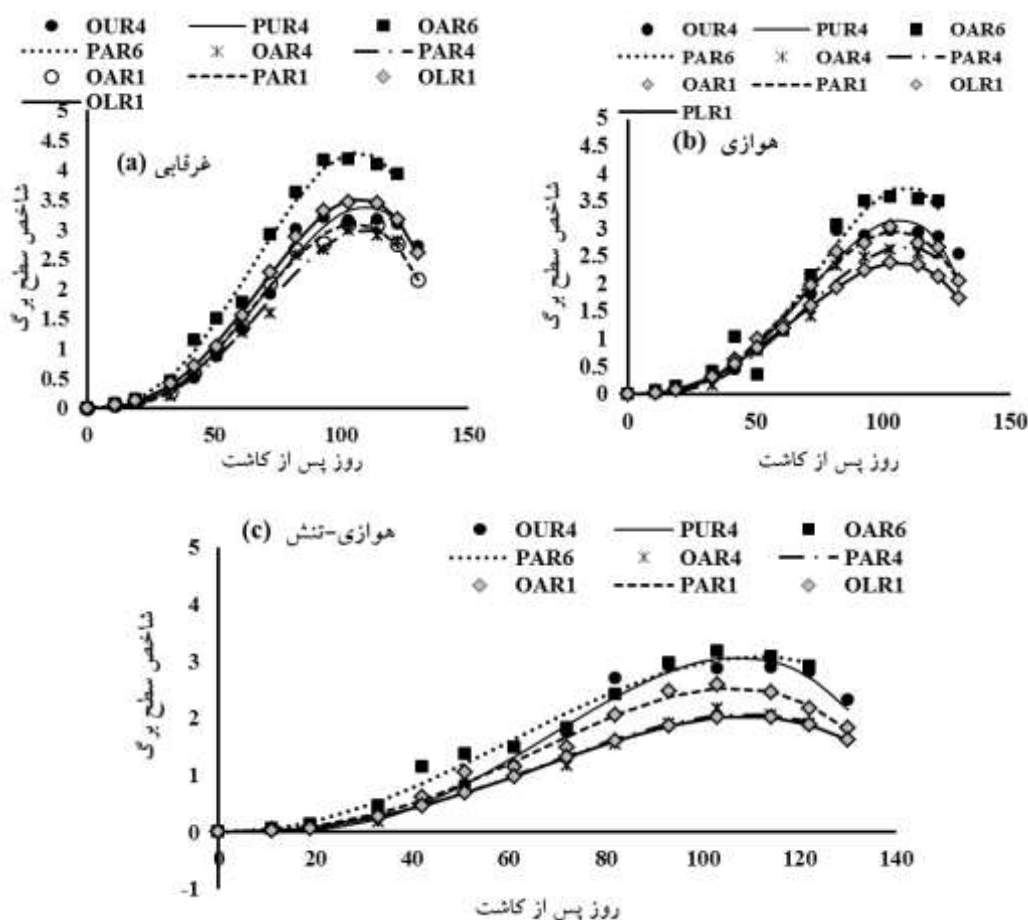 OUR4 PUR4 OAR6
PAR6 OAR4 PAR4
OAR1 PAR1 OLR1
OLR1
(a) غرقابی
شاخص سطح برگ
5
4.5
4
3.5
3
2.5
2
1.5
1
0.5
0
0 50 100 150
روز پس از کاشت
OUR4 PUR4 OAR6
PAR6 OAR4 PAR4
OAR1 PAR1 OLR1
PLR1
(b) هوازی
شاخص سطح برگ
5
4.5
4
3.5
3
2.5
2
1.5
1
0.5
0
0 50 100 150
روز پس از کاشت
(c) هوازی-تنش
OUR4 PUR4 OAR6
PAR6 OAR4 PAR4
OAR1 PAR1 OLR1
شاخص سطح برگ
5
4
3
2
1
0
-1
0 20 40 60 80 100 120 140
روز پس از کاشت